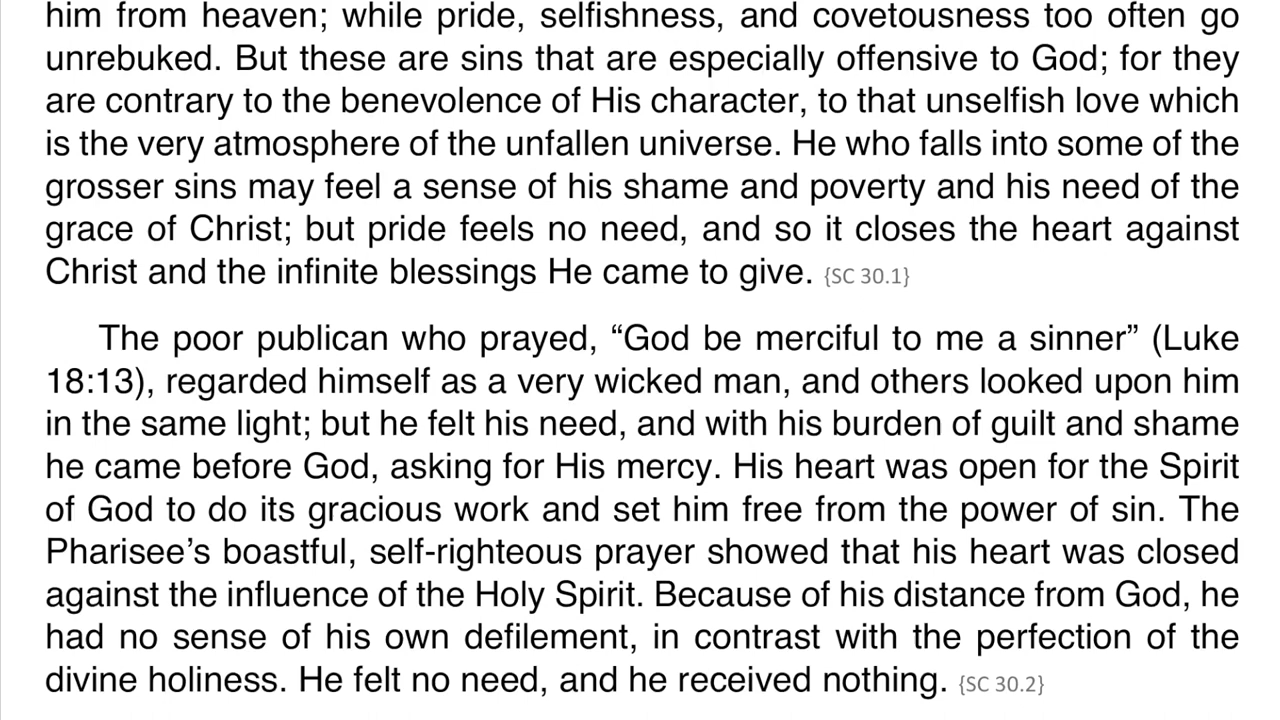 him from heaven; while pride, selfishness, and covetousness too often go
unrebuked. But these are sins that are especially offensive to God; for they
are contrary to the benevolence of His character, to that unselfish love which
is the very atmosphere of the unfallen universe. He who falls into some of the
grosser sins may feel a sense of his shame and poverty and his need of the
grace of Christ; but pride feels no need, and so it closes the heart against
Christ and the infinite blessings He came to give. {SC 30.1}
The poor publican who prayed, “God be merciful to me a sinner” (Luke
18:13), regarded himself as a very wicked man, and others looked upon him
in the same light; but he felt his need, and with his burden of guilt and shame
he came before God, asking for His mercy. His heart was open for the Spirit
of God to do its gracious work and set him free from the power of sin. The
Pharisee’s boastful, self-righteous prayer showed that his heart was closed
against the influence of the Holy Spirit. Because of his distance from God, he
had no sense of his own defilement, in contrast with the perfection of the
divine holiness. He felt no need, and he received nothing. {SC 30.2}